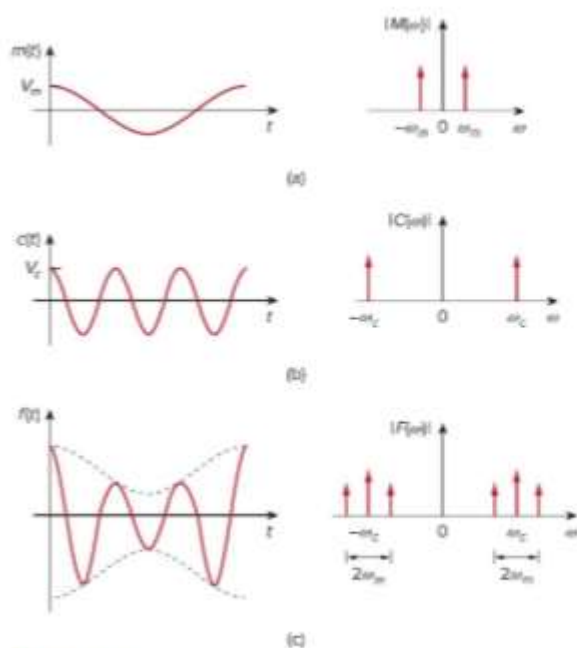 m(t) |M(ω)|
V_m
t −ω_m 0 ω_m ω
(a)
c(t) |C(ω)|
V_c
t −ω_c 0 ω_c ω
(b)
f(t) |F(ω)|
t −ω_c 0 ω_c ω
2ω_m 2ω_m
(c)